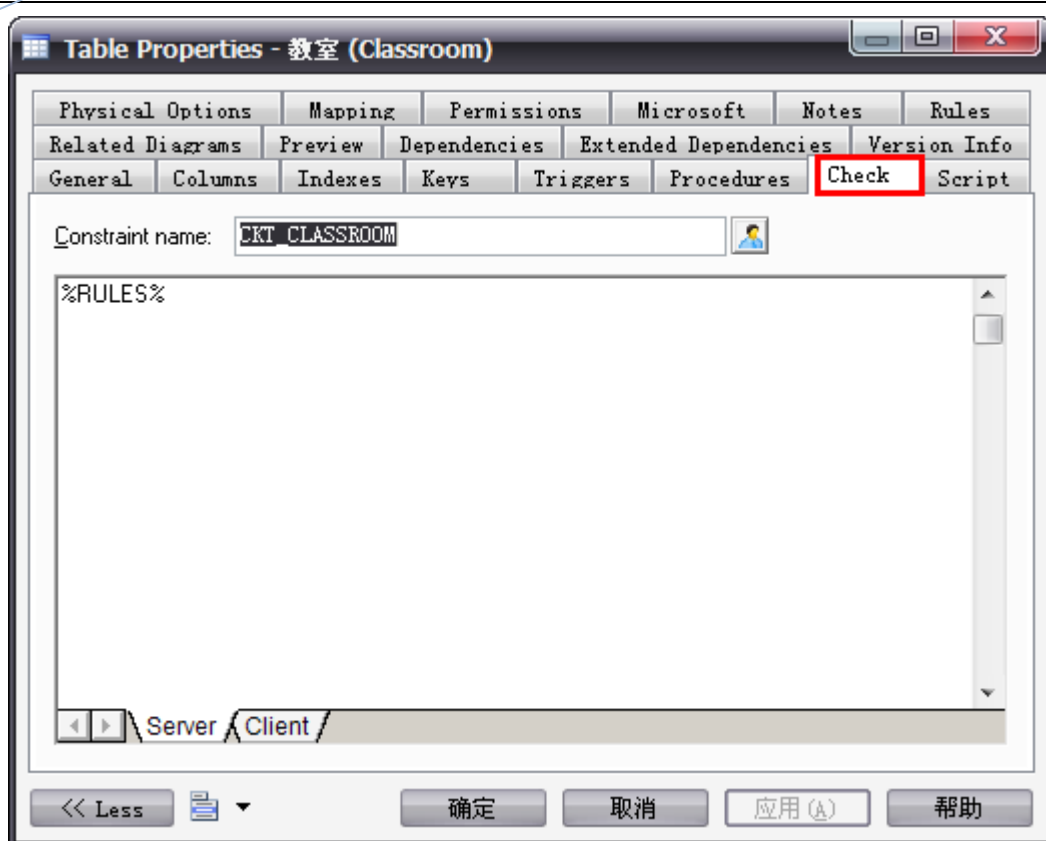 Table Properties - 教室 (Classroom)
Physical Options Mapping Permissions Microsoft Notes Rules
Related Diagrams Preview Dependencies Extended Dependencies Version Info
General Columns Indexes Keys Triggers Procedures Check Script
Constraint name: CKT_CLASSROOM
%RULES%
Server Client
<< Less 确定 取消 应用(A) 帮助